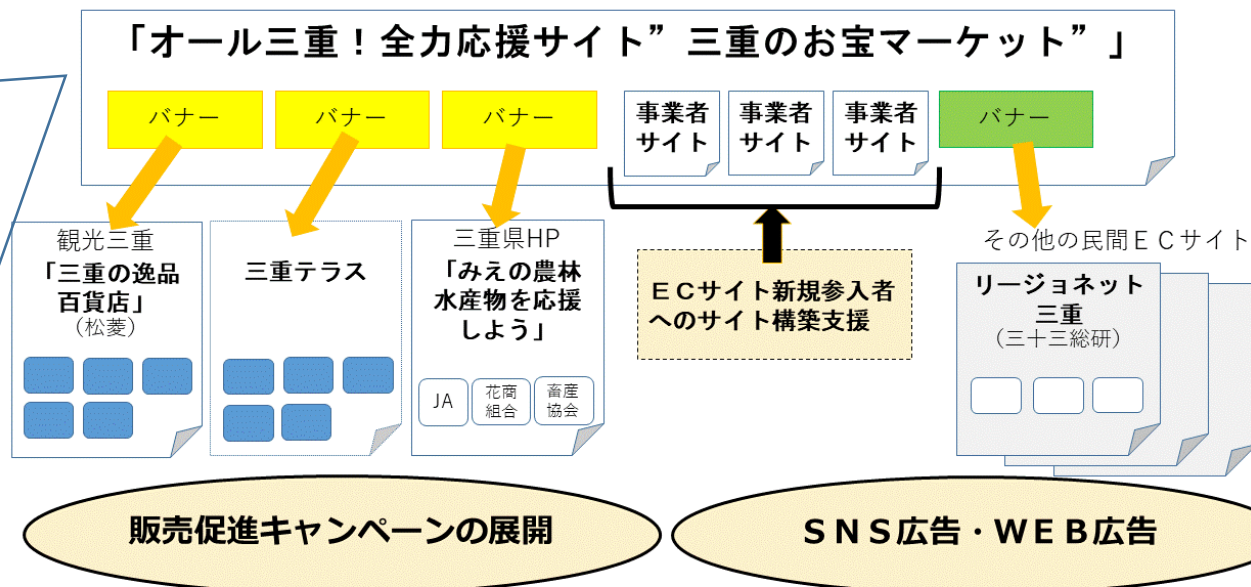 「オール三重！全力応援サイト”三重のお宝マーケット”」
バナー
バナー
バナー
事業者
サイト
事業者
サイト
事業者
サイト
バナー
観光三重
「三重の逸品
百貨店」
（松菱）
三重テラス
三重県HP
「みえの農林
水産物を応援
しよう」
JA
花商
組合
畜産
協会
ＥＣサイト新規参入者
へのサイト構築支援
その他の民間ＥＣサイト
リージョネット
三重
（三十三総研）
販売促進キャンペーンの展開
ＳＮＳ広告・ＷＥＢ広告